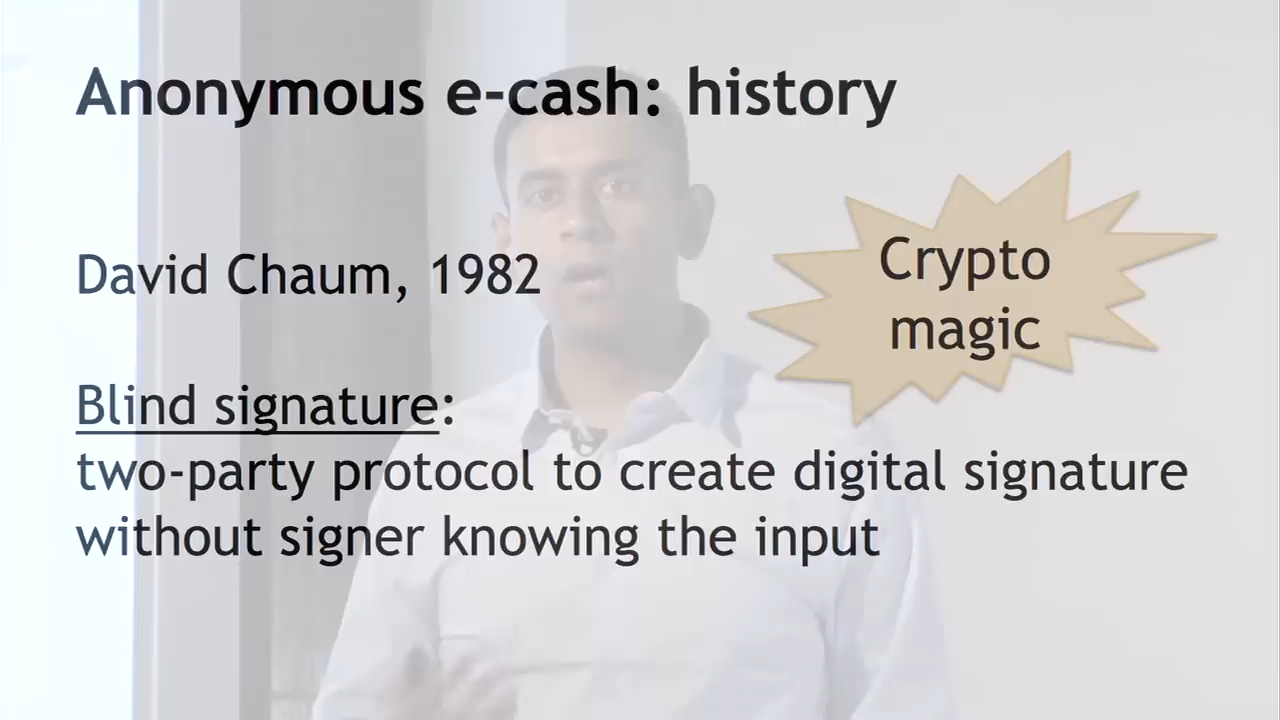 Anonymous e-cash: history
David Chaum, 1982
Crypto
magic
Blind signature:
two-party protocol to create digital signature
without signer knowing the input